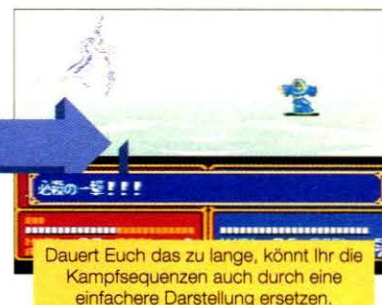 必殺の一撃!!!
Dauert Euch das zu lange, könnt Ihr die
Kampfsequenzen auch durch eine
einfachere Darstellung ersetzen.